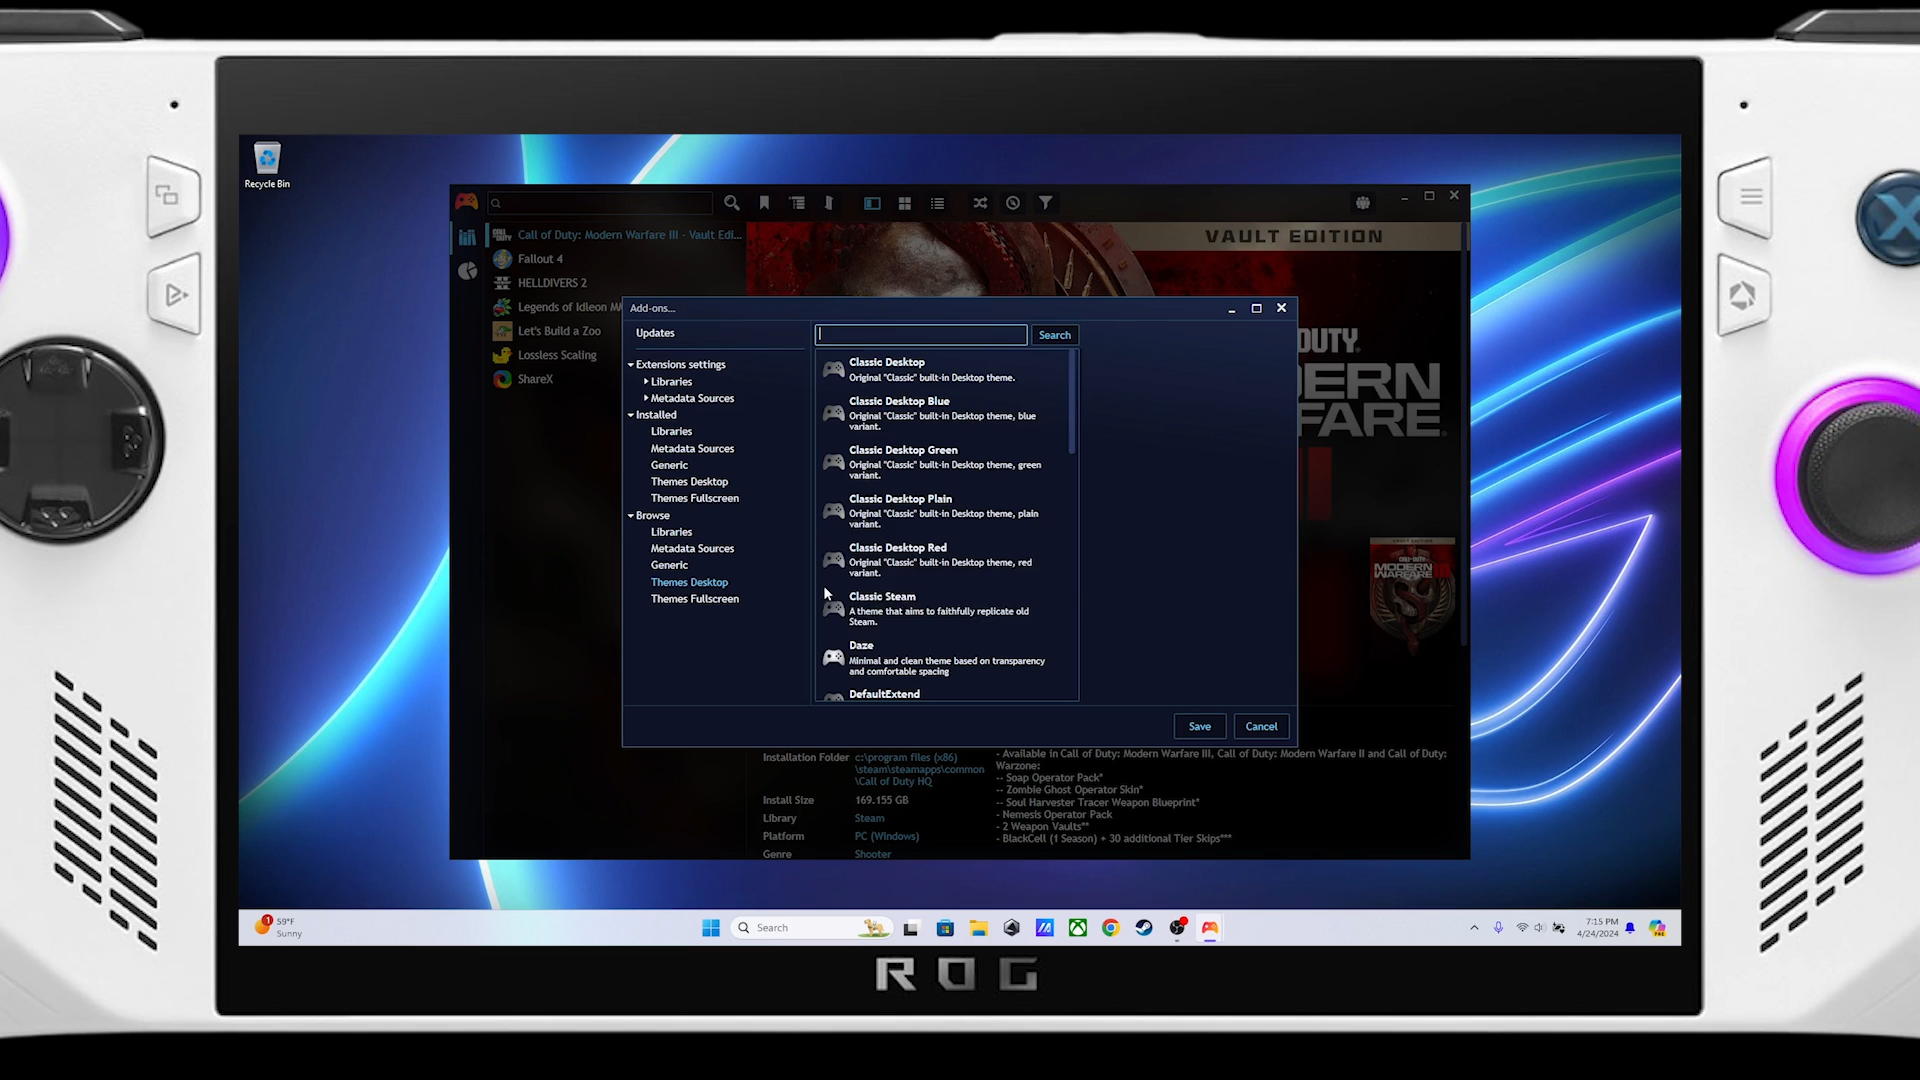 Recycle Bin
VAULT EDITION
Call of Duty: Modern Warfare III - Vault Edi...
Fallout 4
HELLDIVERS 2
Legends of Idleon M
Let's Build a Zoo
Lossless Scaling
ShareX
Add-ons...
Updates
Extensions settings
Libraries
Metadata Sources
Installed
Libraries
Metadata Sources
Generic
Themes Desktop
Themes Fullscreen
Browse
Libraries
Metadata Sources
Generic
Themes Desktop
Themes Fullscreen
Search
Classic Desktop
Original "Classic" built-in Desktop theme.
Classic Desktop Blue
Original "Classic" built-in Desktop theme, blue
variant.
Classic Desktop Green
Original "Classic" built-in Desktop theme, green
variant.
Classic Desktop Plain
Original "Classic" built-in Desktop theme, plain
variant.
Classic Desktop Red
Original "Classic" built-in Desktop theme, red
variant.
Classic Steam
A theme that aims to faithfully replicate old
Steam.
Daze
Minimal and clean theme based on transparency
and comfortable spacing
DefaultExtend
Save
Cancel
DUTY
ERN
FARE
VAULT EDITION
CALL OF DUTY
MODERN
WARFARE
Installation Folder
c:\program files (x86)
\steam\steamapps\common
\Call of Duty HQ
Install Size
169.155 GB
Library
Steam
Platform
PC (Windows)
Genre
Shooter
- Available in Call of Duty: Modern Warfare III, Call of Duty: Modern Warfare II and Call of Duty:
Warzone:
-- Soap Operator Pack*
-- Zombie Ghost Operator Skin*
-- Soul Harvester Tracer Weapon Blueprint*
- Nemesis Operator Pack
- 2 Weapon Vaults**
- BlackCell (1 Season) + 30 additional Tier Skips***
1
59°F
Sunny
Search
7:15 PM
4/24/2024
PRE
ROG
X